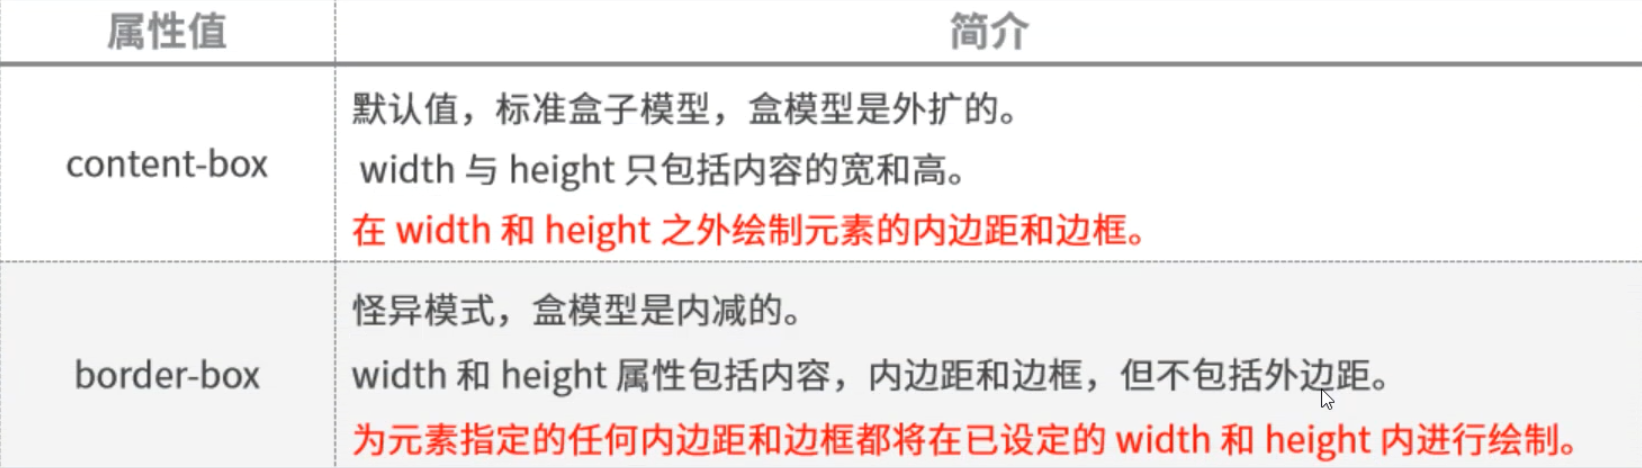 属性值 简介
默认值，标准盒子模型，盒模型是外扩的。
content-box width 与 height 只包括内容的宽和高。
在 width 和 height 之外绘制元素的内边距和边框。
怪异模式，盒模型是内减的。
border-box width 和 height 属性包括内容，内边距和边框，但不包括外边距。
为元素指定的任何内边距和边框都将在已设定的 width 和 height 内进行绘制。